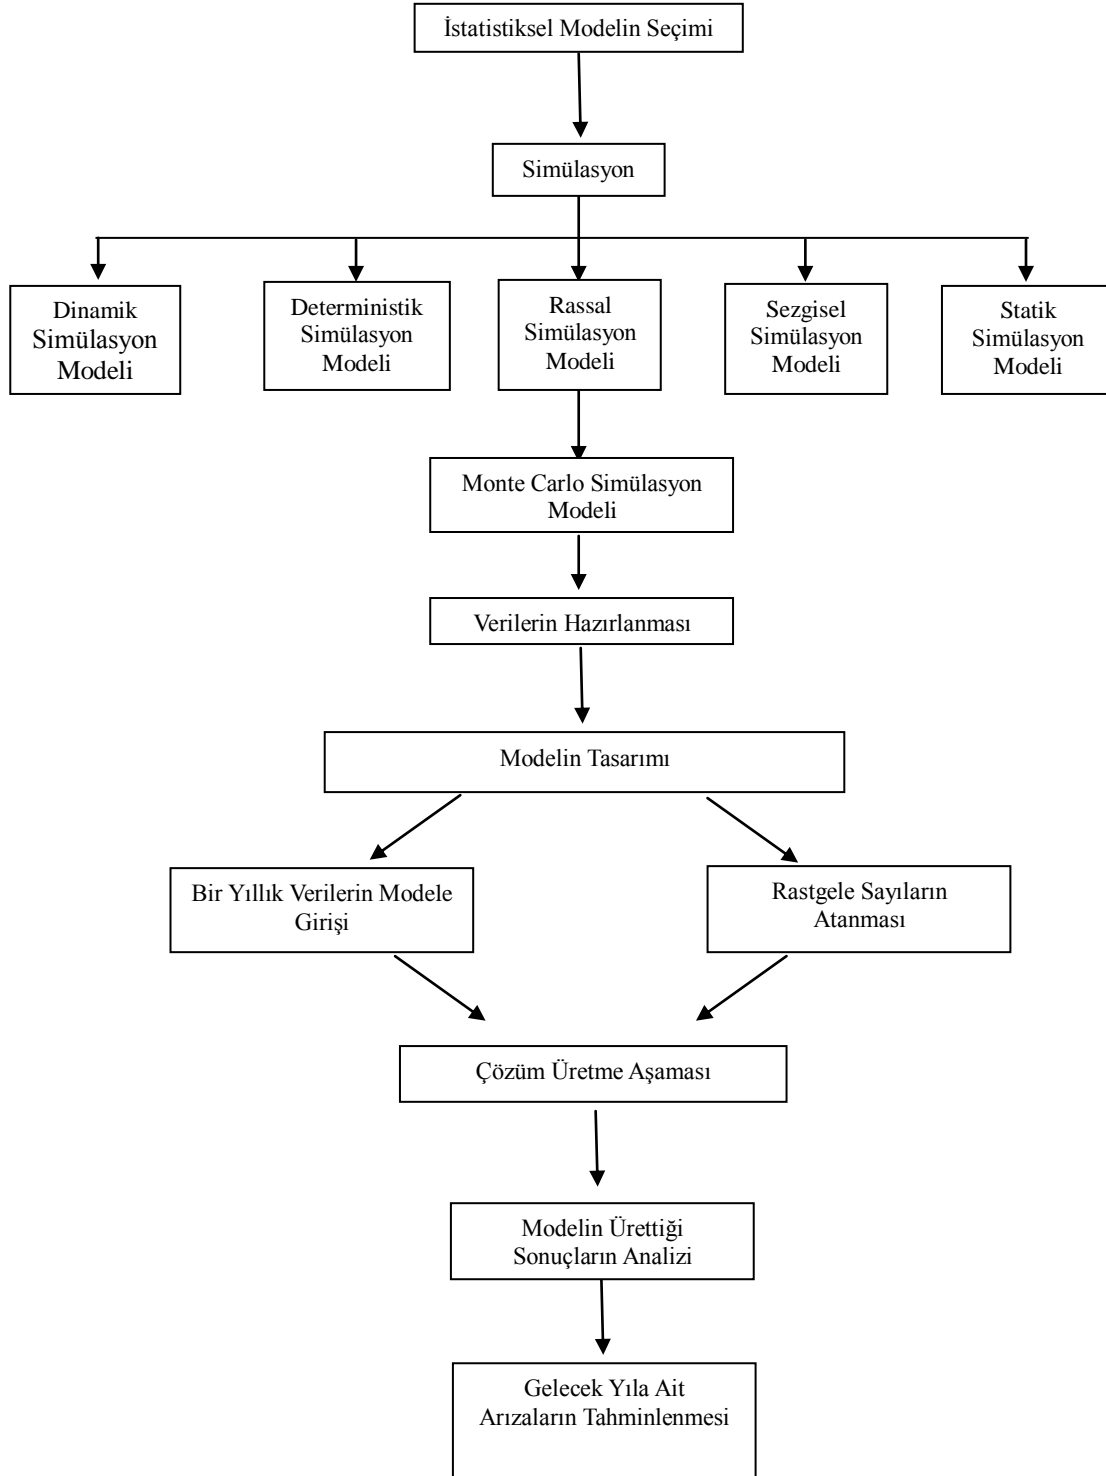 İstatistiksel Modelin Seçimi
Simülasyon
Dinamik
Simülasyon
Modeli
Deterministik
Simülasyon
Modeli
Rassal
Simülasyon
Modeli
Sezgisel
Simülasyon
Modeli
Statik
Simülasyon
Modeli
Monte Carlo Simülasyon
Modeli
Verilerin Hazırlanması
Modelin Tasarımı
Bir Yıllık Verilerin Modele
Girişi
Rastgele Sayıların
Atanması
Çözüm Üretme Aşaması
Modelin Ürettiği
Sonuçların Analizi
Gelecek Yıla Ait
Arızaların Tahminlenmesi